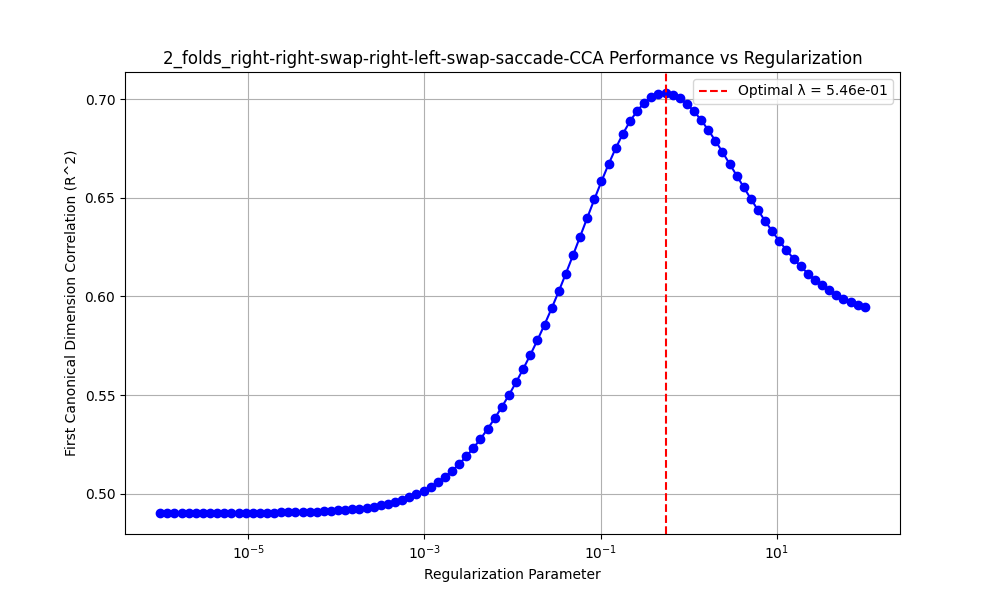 2_folds_right-right-swap-right-left-swap-saccade-CCA Performance vs Regularization
Optimal λ = 5.46e-01
First Canonical Dimension Correlation (R^2)
0.70
0.65
0.60
0.55
0.50
10⁻⁵
10⁻³
10⁻¹
10¹
Regularization Parameter